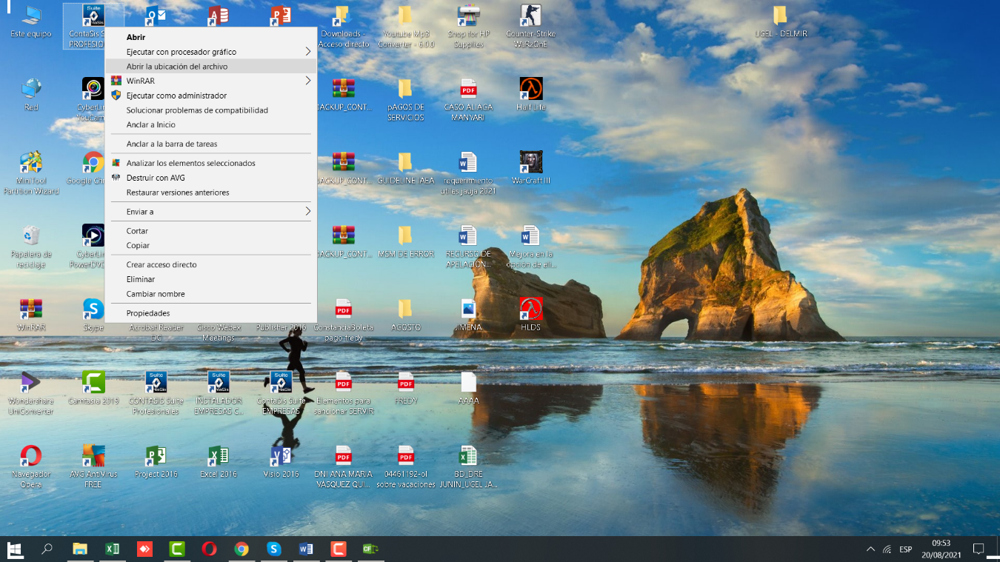 Este equipo
ContaSis S
PROFESIO
Downloads -
Acceso directo
Youtube Mp3
Converter - 6.0.0
Shop for HP
Supplies
Counter-Strike
WaRzOnE
UGEL - DELMIR
Abrir
Ejecutar con procesador gráfico
Abrir la ubicación del archivo
WinRAR
Ejecutar como administrador
Solucionar problemas de compatibilidad
Anclar a Inicio
Anclar a la barra de tareas
Analizar los elementos seleccionados
Destruir con AVG
Restaurar versiones anteriores
Enviar a
Cortar
Copiar
Crear acceso directo
Eliminar
Cambiar nombre
Propiedades
Red
CyberLin
YouCam
BACKUP_CONT...
pAGOS DE
SERVICIOS
CASO ALIAGA
MANYARI
Half Life
MiniTool
Partition Wizard
Google Chr
BACKUP_CONT...
GUIDELINE_AEA
requerimiento
utiles jauja 2021
WarCraft III
Papelera de
reciclaje
CyberLin
PowerDVD
BACKUP_CONT...
MSM DE ERROR
RECURSO DE
APELACIÓN...
Mejora en la
opcion de eli...
WinRAR
Skype
Acrobat Reader
DC
Cisco Webex
Meetings
Publisher 2016
ConstanciaBoleta
pago fredy
AGOSTO
JIMENA
HLDS
Wondershare
UniConverter
Camtasia 2019
CONTASIS Suite
Profesionales
INSTALADOR
EMPRESAS C...
ContaSis Suite
EMPRESAS
Elementos para
sancionar SERVIR
FREDY
AAAA
Navegador
Opera
AVG AntiVirus
FREE
Project 2016
Excel 2016
Visio 2016
DNI ANA MARIA
VASQUEZ QUI...
04461192-ol
sobre vacaciones
BD_DRE
JUNIN_UGEL JA...
ESP
09:53
20/08/2021